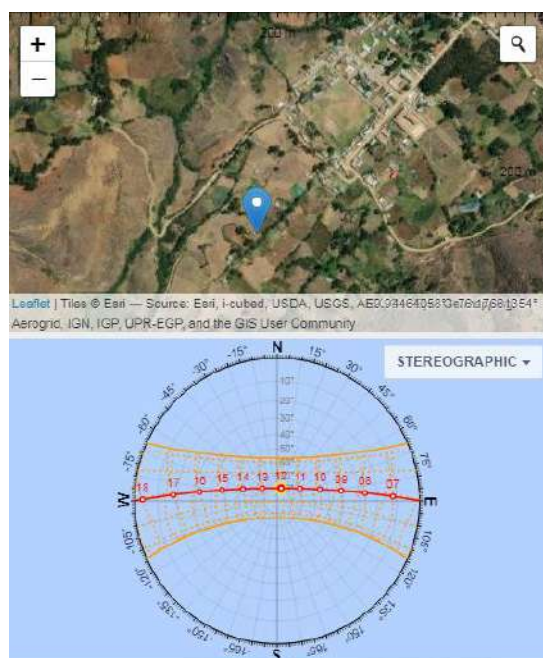 +
200 m
−
200 m
Leaflet | Tiles © Esri — Source: Esri, i-cubed, USDA, USGS,
Aerogrid, IGN, IGP, UPR-EGP, and the GIS User Community
STEREOGRAPHIC
N
-15° 15°
-30° 30°
-45° 45°
-60° 60°
-75° 75°
10°
20°
30°
40°
50°
60°
18 17 16 15 14 13 12 11 10 09 08 07
W E
-105° 105°
-120° 120°
-135° 135°
-150° 150°
-165° 165°
S